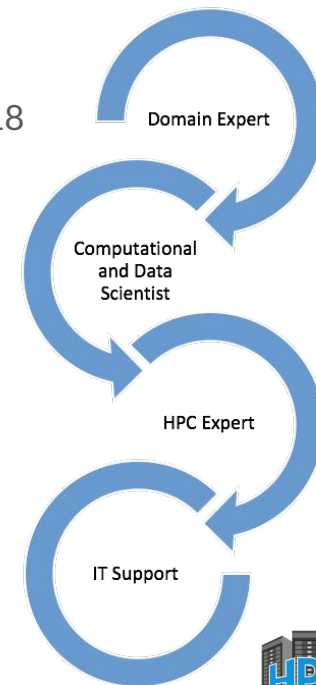 18
Domain Expert
Computational
and Data
Scientist
HPC Expert
IT Support